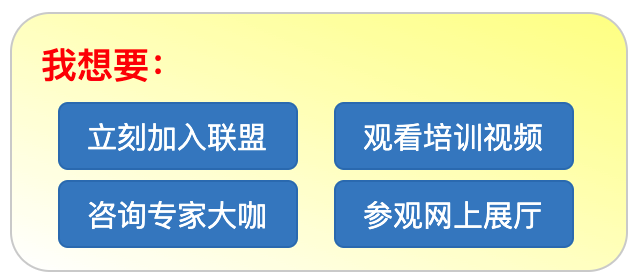 我想要：
立刻加入联盟
观看培训视频
咨询专家大咖
参观网上展厅